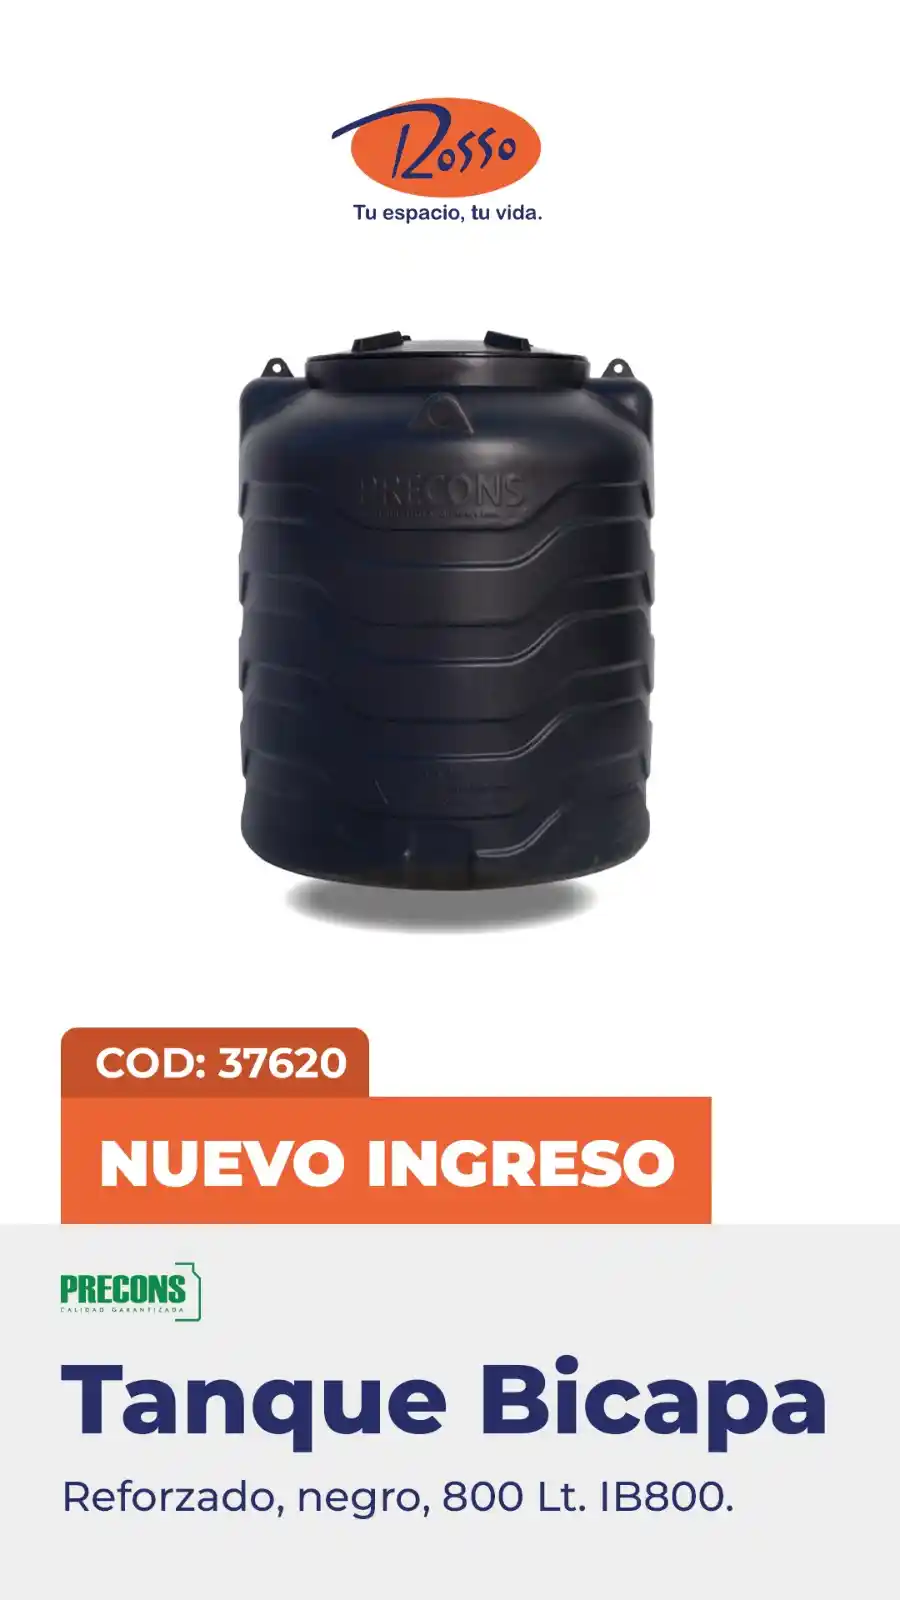 Rosso
Tu espacio, tu vida.
PRECONS
COD: 37620
NUEVO INGRESO
PRECONS
CALIDAD GARANTIZADA
Tanque Bicapa
Reforzado, negro, 800 Lt. IB800.